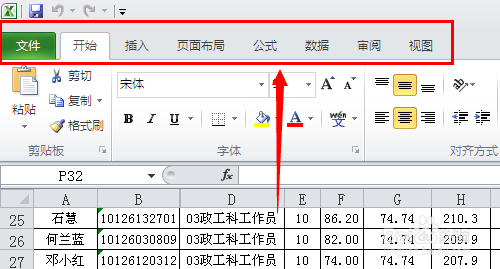 文件 开始 插入 页面布局 公式 数据 审阅 视图
剪切
宋体
A A
复制
粘贴
格式刷
B I U A wén 文
剪贴板 字体 对齐方式
P32 fx
A B D E F G H
25 石慧 10126132701 03政工科工作员 10 86.20 74.74 210.3
26 何兰蓝 10126030809 03政工科工作员 10 82.00 74.74 209.9
27 邓小红 10126120312 03政工科工作员 10 74.00 74.74 207.9